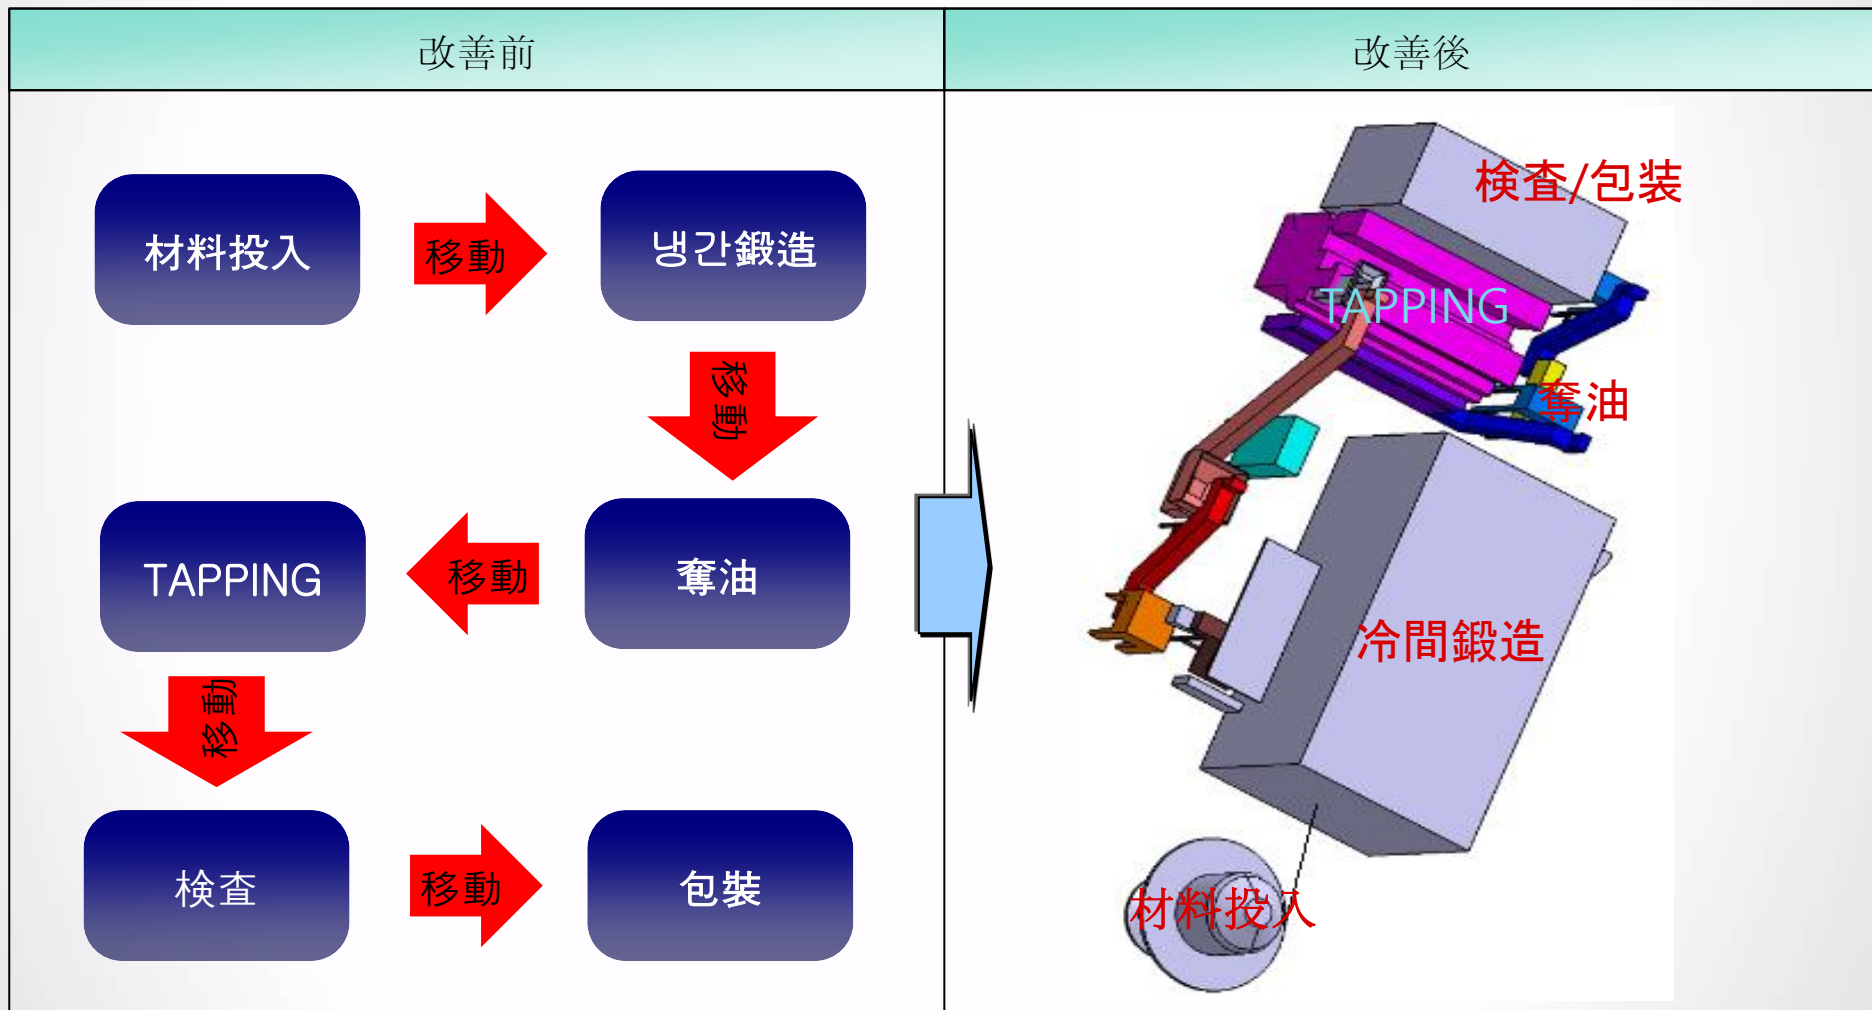 改善前
改善後
材料投入
移動
냉간鍛造
移動
奪油
移動
TAPPING
移動
検査
移動
包裝
検査/包装
TAPPING
奪油
冷間鍛造
材料投入